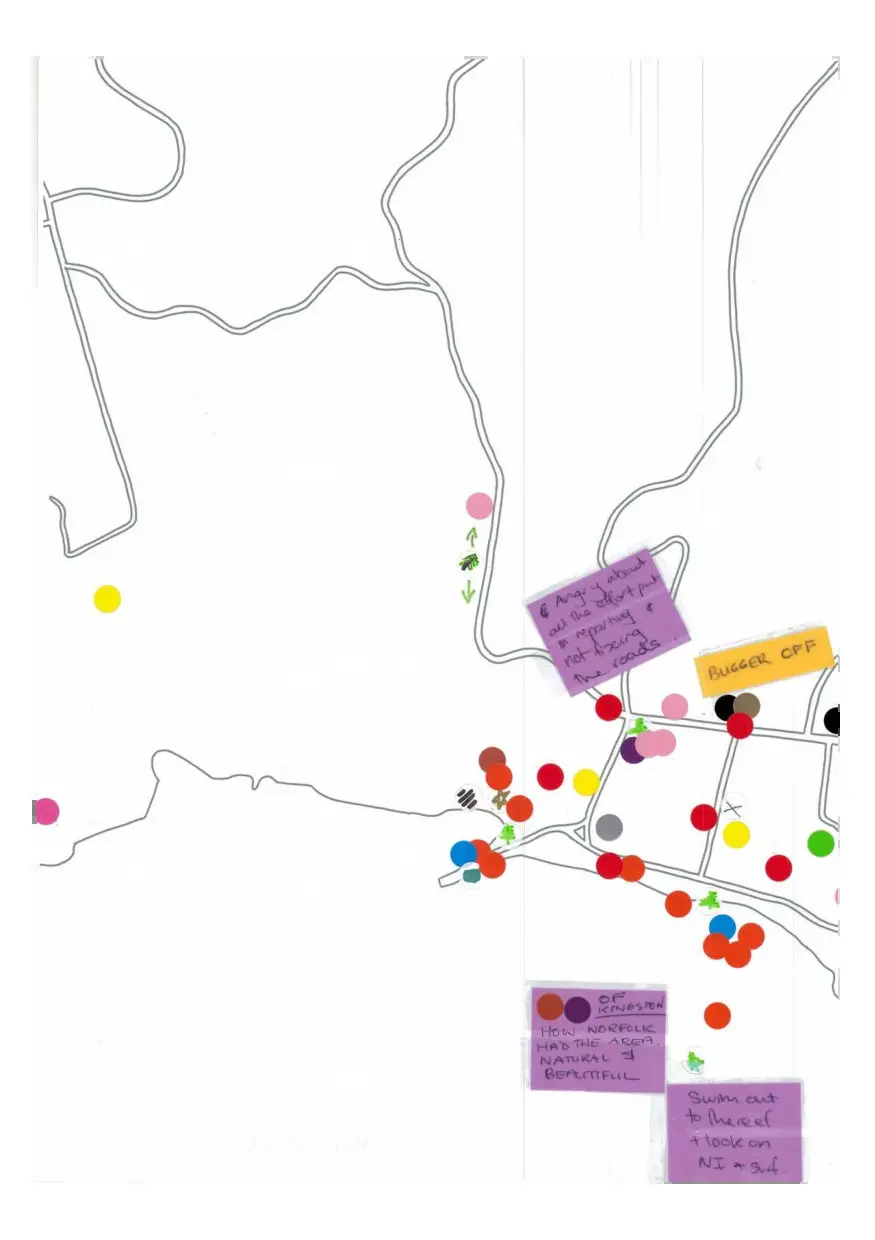 Angry about
all the effort put
in reporting &
not fixing
the roads
BUGGER OFF
OF
KINGSTON
HOW NORFOLK
HAD THE AREA.
NATURAL &
BEAUTIFUL
Swim out
to the reef
+ look on
NI + surf.